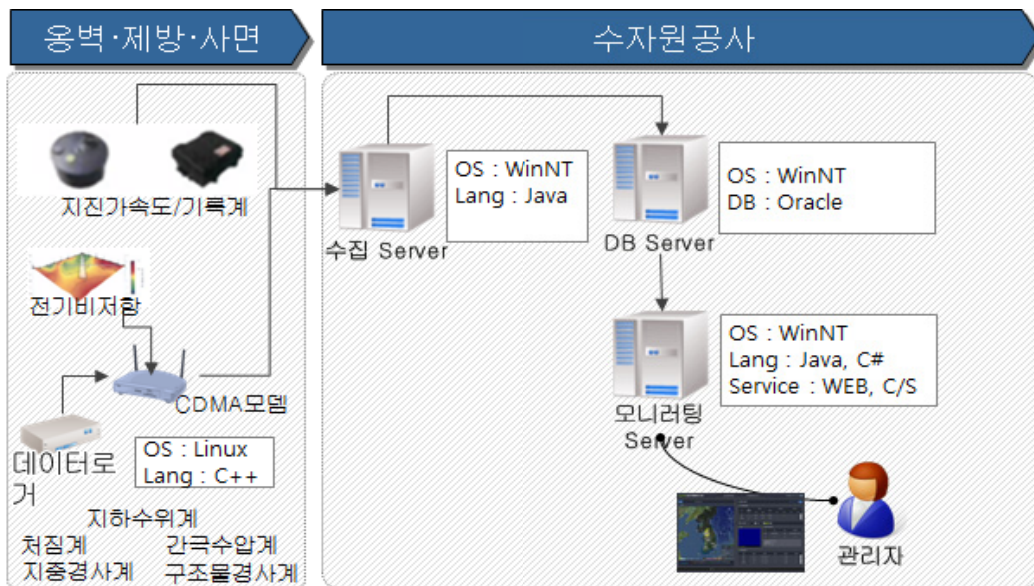 옹벽·제방·사면
수자원공사
지진가속도/기록계
전기비저항
CDMA모뎀
데이터로
거
OS : Linux
Lang : C++
지하수위계
처짐계 간극수압계
지중경사계 구조물경사계
수집 Server
OS : WinNT
Lang : Java
DB Server
OS : WinNT
DB : Oracle
모니러팅
Server
OS : WinNT
Lang : Java, C#
Service : WEB, C/S
관리자